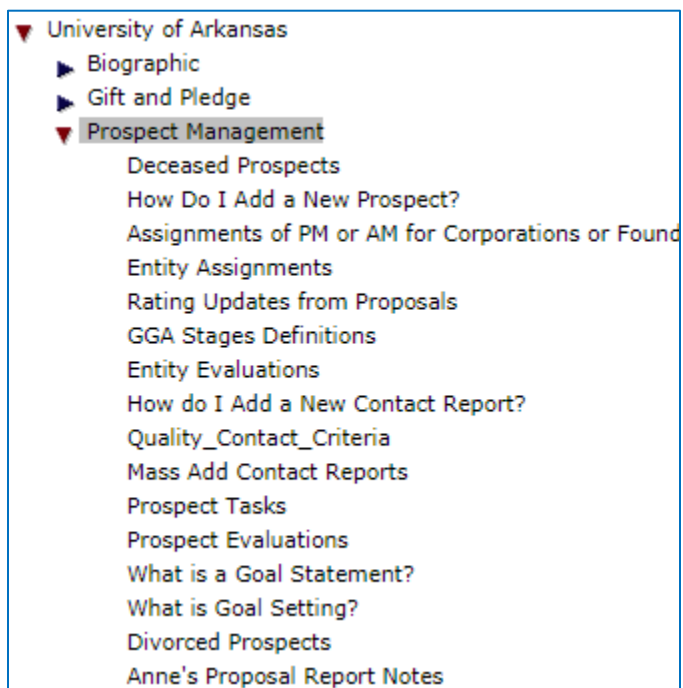 University of Arkansas
Biographic
Gift and Pledge
Prospect Management
Deceased Prospects
How Do I Add a New Prospect?
Assignments of PM or AM for Corporations or Found
Entity Assignments
Rating Updates from Proposals
GGA Stages Definitions
Entity Evaluations
How do I Add a New Contact Report?
Quality_Contact_Criteria
Mass Add Contact Reports
Prospect Tasks
Prospect Evaluations
What is a Goal Statement?
What is Goal Setting?
Divorced Prospects
Anne's Proposal Report Notes